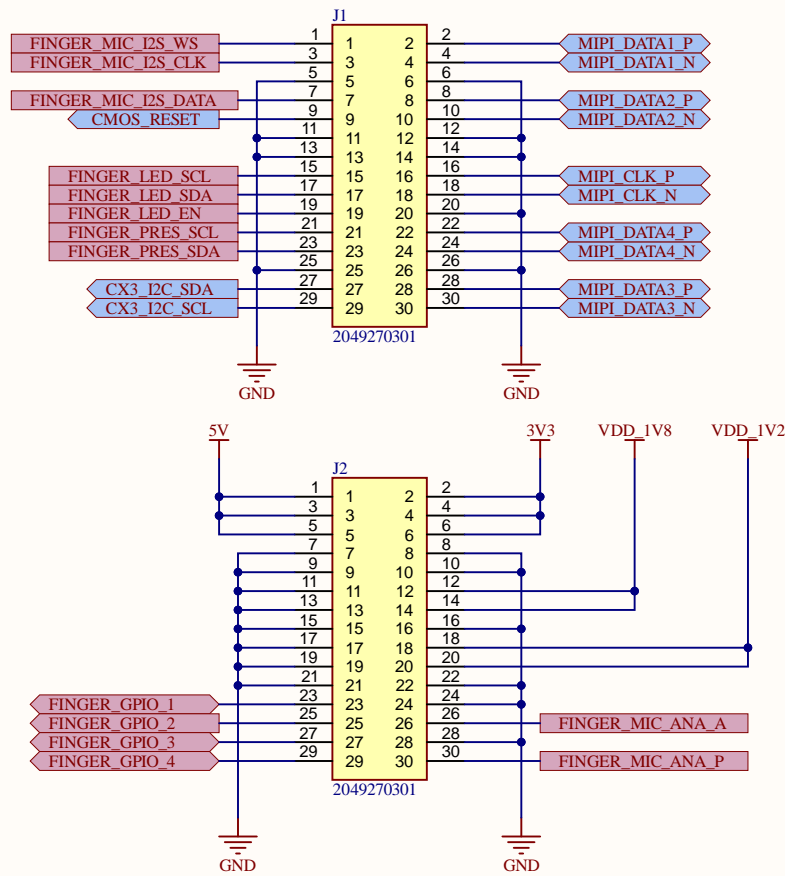 J1
FINGER_MIC_I2S_WS 1 1 2 2 MIPI_DATA1_P
FINGER_MIC_I2S_CLK 3 3 4 4 MIPI_DATA1_N
5 5 6 6
FINGER_MIC_I2S_DATA 7 7 8 8 MIPI_DATA2_P
CMOS_RESET 9 9 10 10 MIPI_DATA2_N
11 11 12 12
13 13 14 14
FINGER_LED_SCL 15 15 16 16 MIPI_CLK_P
FINGER_LED_SDA 17 17 18 18 MIPI_CLK_N
FINGER_LED_EN 19 19 20 20
FINGER_PRES_SCL 21 21 22 22 MIPI_DATA4_P
FINGER_PRES_SDA 23 23 24 24 MIPI_DATA4_N
25 25 26 26
CX3_I2C_SDA 27 27 28 28 MIPI_DATA3_P
CX3_I2C_SCL 29 29 30 30 MIPI_DATA3_N
2049270301
GND GND
5V 3V3 VDD_1V8 VDD_1V2
J2
1 1 2 2
3 3 4 4
5 5 6 6
7 7 8 8
9 9 10 10
11 11 12 12
13 13 14 14
15 15 16 16
17 17 18 18
19 19 20 20
21 21 22 22
FINGER_GPIO_1 23 23 24 24
FINGER_GPIO_2 25 25 26 26 FINGER_MIC_ANA_A
FINGER_GPIO_3 27 27 28 28
FINGER_GPIO_4 29 29 30 30 FINGER_MIC_ANA_P
2049270301
GND GND